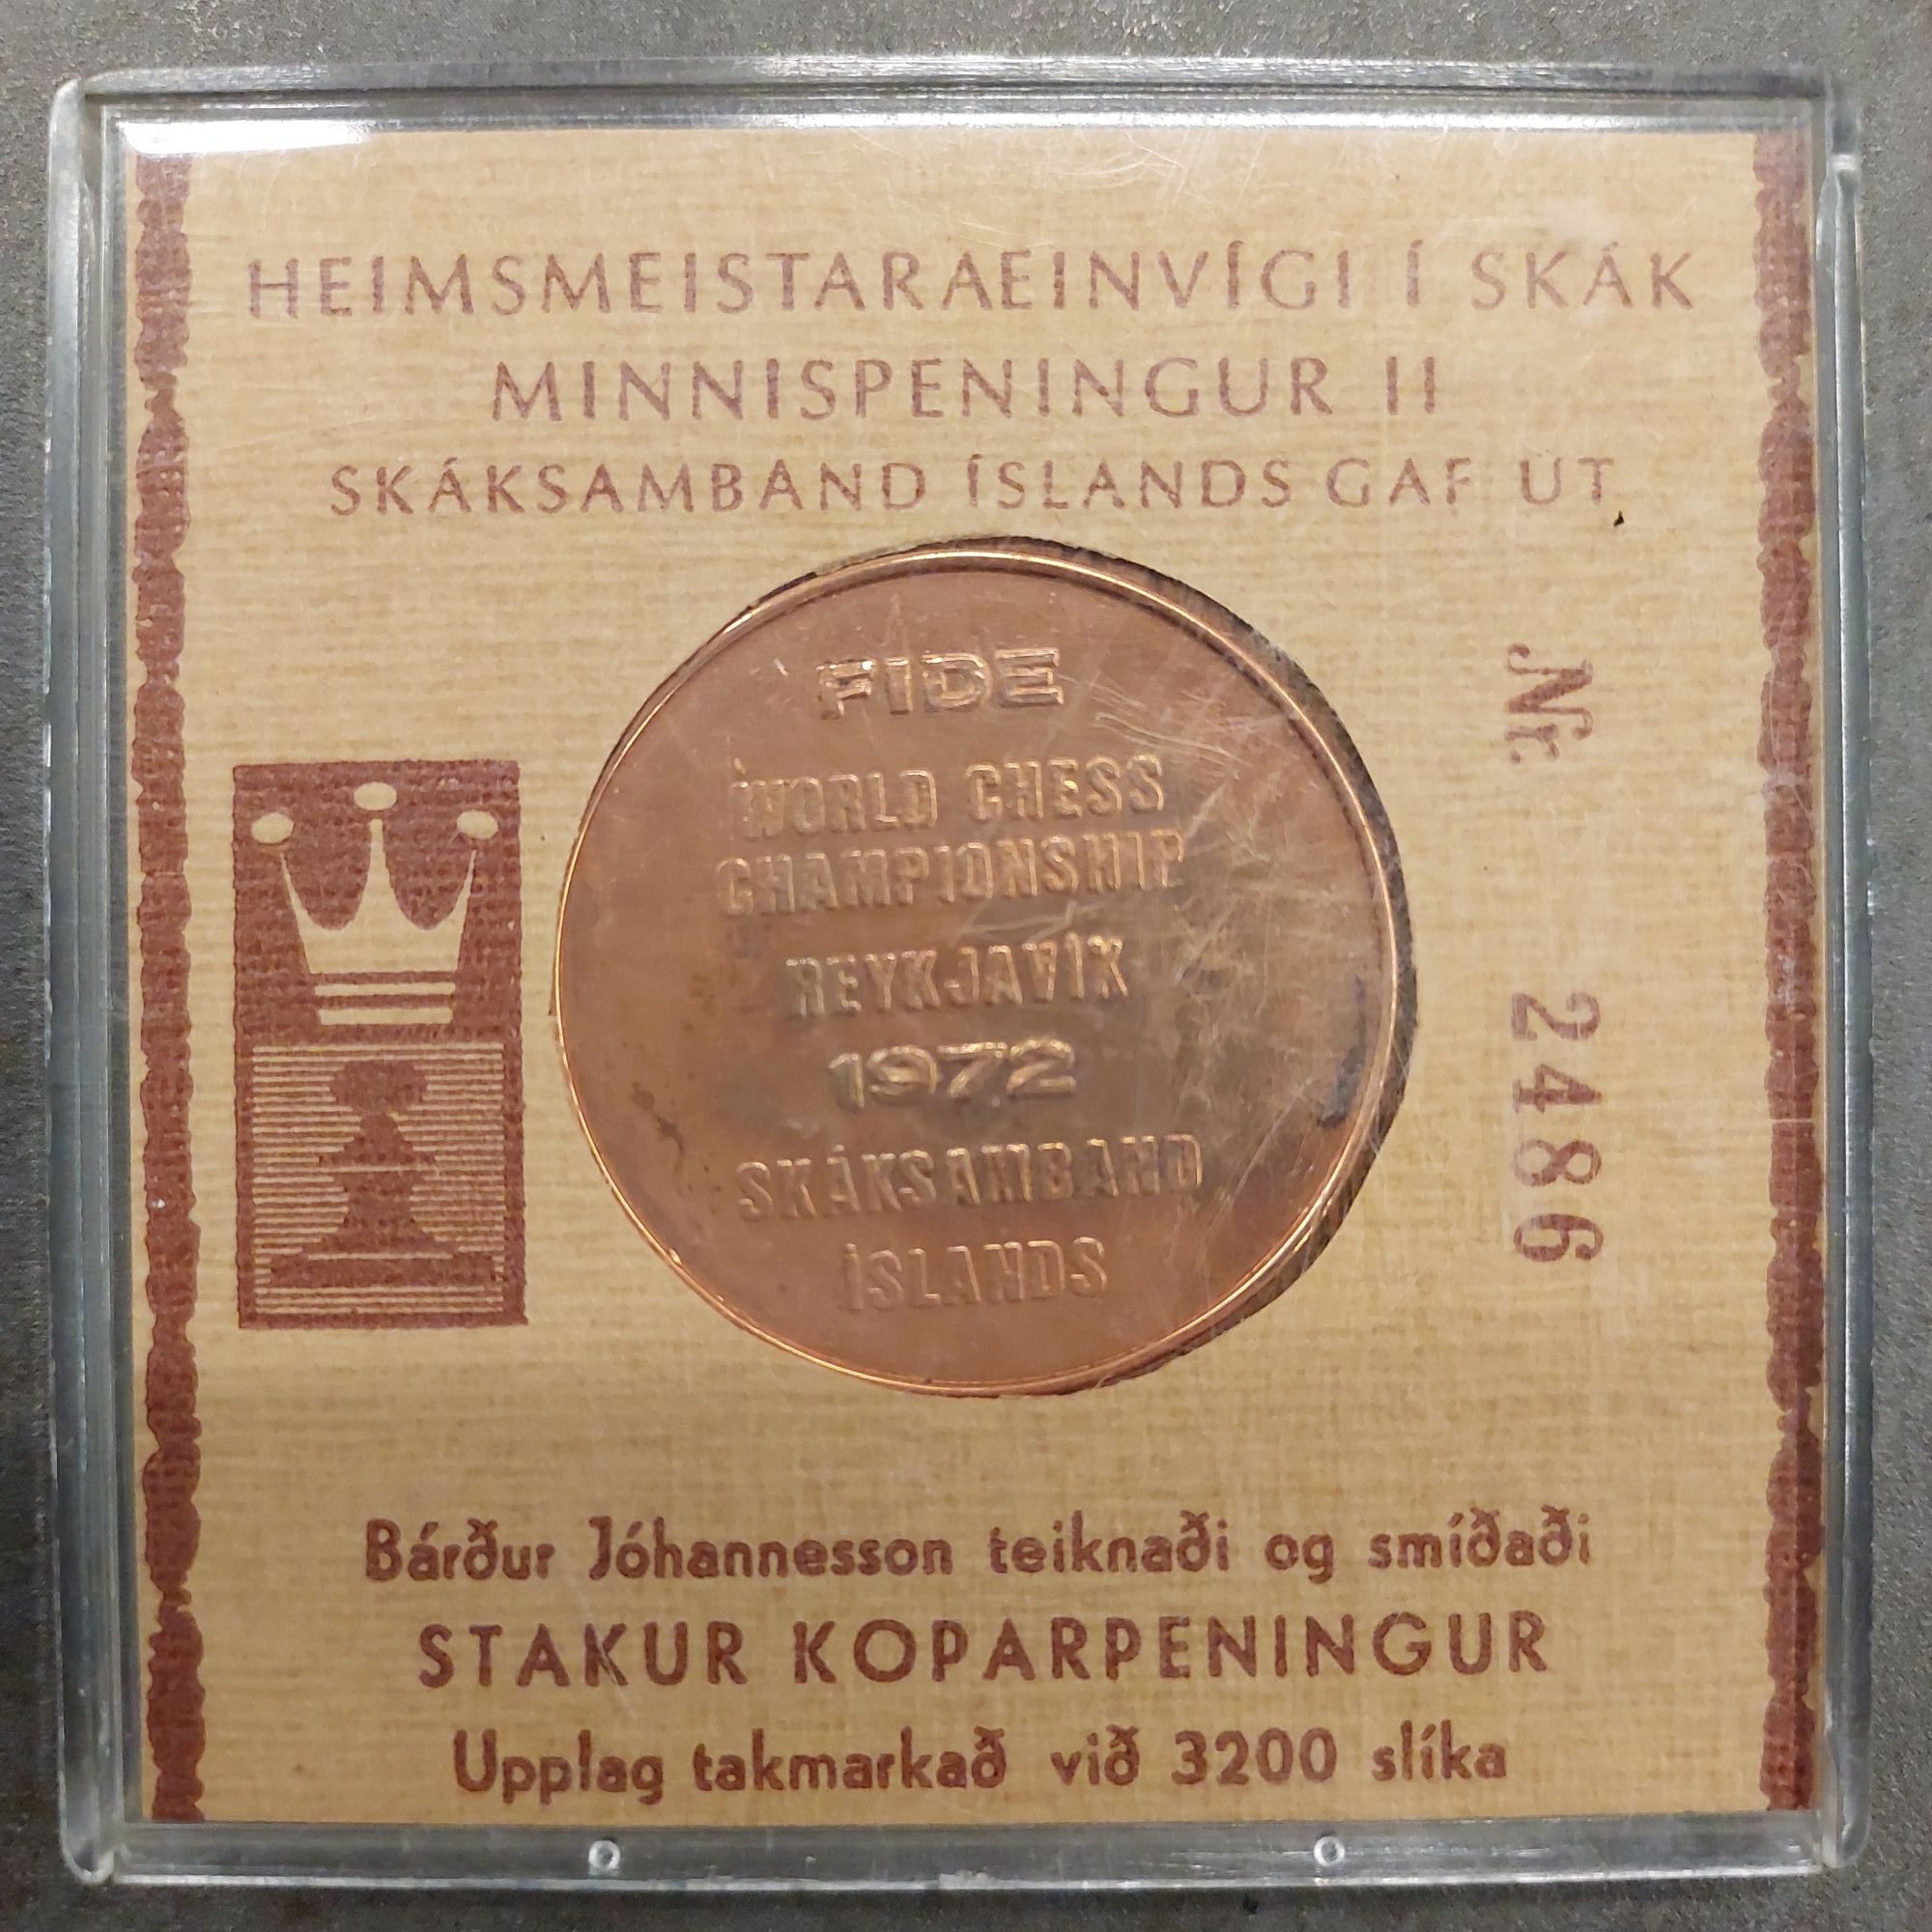 HEIMSMEISTARAEINVÍGI Í SKÁK
MINNISPENINGUR II
SKÁKSAMBAND ÍSLANDS GAF ÚT
FIDE
WORLD CHESS
CHAMPIONSHIP
REYKJAVÍK
1972
SKÁKSAMBAND
ÍSLANDS
Nr. 2486
Bárður Jóhannesson teiknaði og smíðaði
STAKUR KOPARPENINGUR
Upplag takmarkað við 3200 slíka